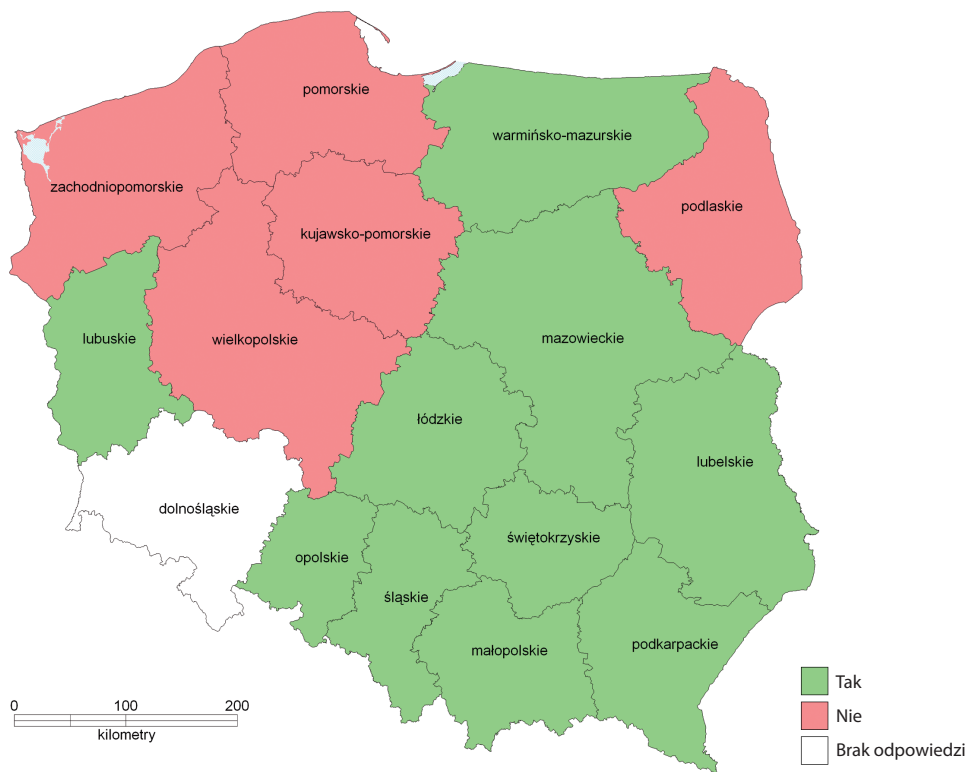 pomorskie
warmińsko-mazurskie
zachodniopomorskie
podlaskie
kujawsko-pomorskie
lubuskie
wielkopolskie
mazowieckie
łódzkie
lubelskie
dolnośląskie
świętokrzyskie
opolskie
śląskie
małopolskie
podkarpackie
Tak
Nie
Brak odpowiedzi
0 100 200
kilometry